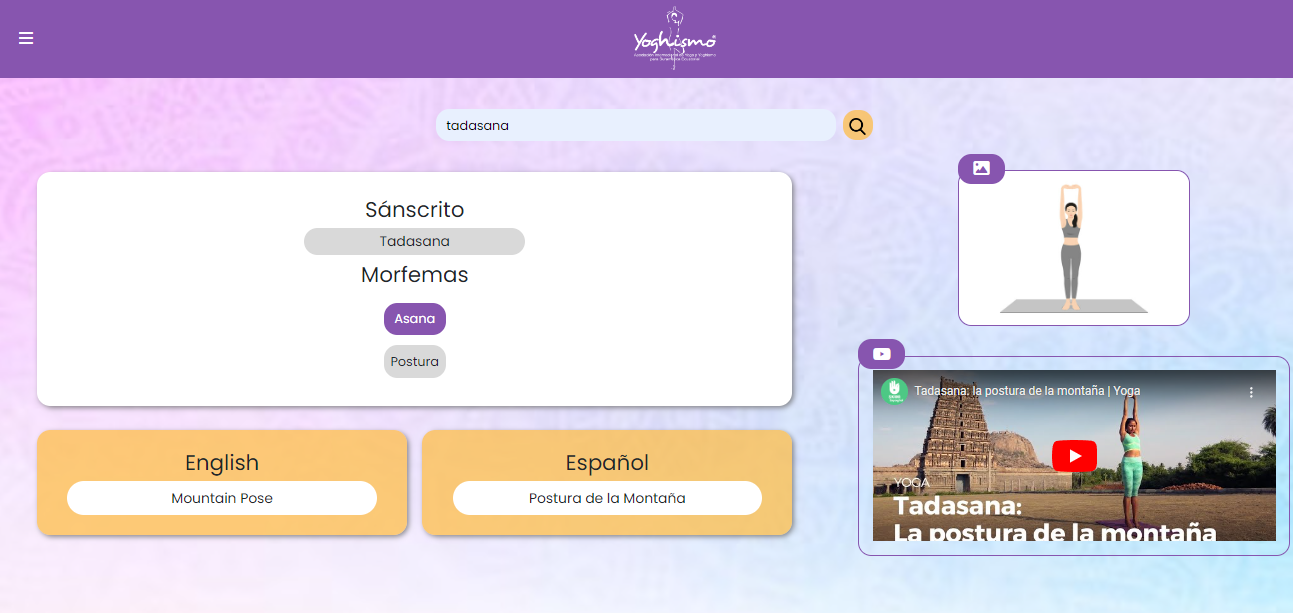 Yoghismo
tadasana
Sánscrito
Tadasana
Morfemas
Asana
Postura
English
Mountain Pose
Español
Postura de la Montaña
Tadasana: la postura de la montaña | Yoga
YOGA
Tadasana:
La postura de la montaña